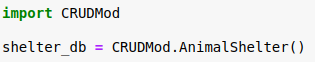 import CRUDMod
shelter_db = CRUDMod.AnimalShelter()